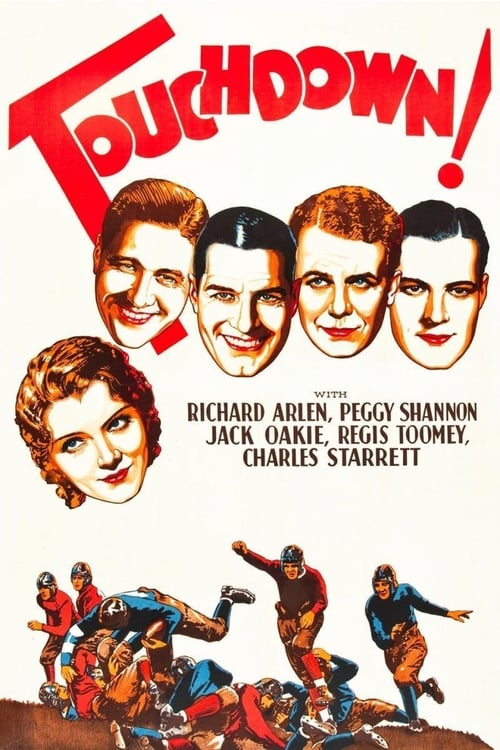 TOUCHDOWN!
WITH
RICHARD ARLEN, PEGGY SHANNON
JACK OAKIE, REGIS TOOMEY,
CHARLES STARRETT